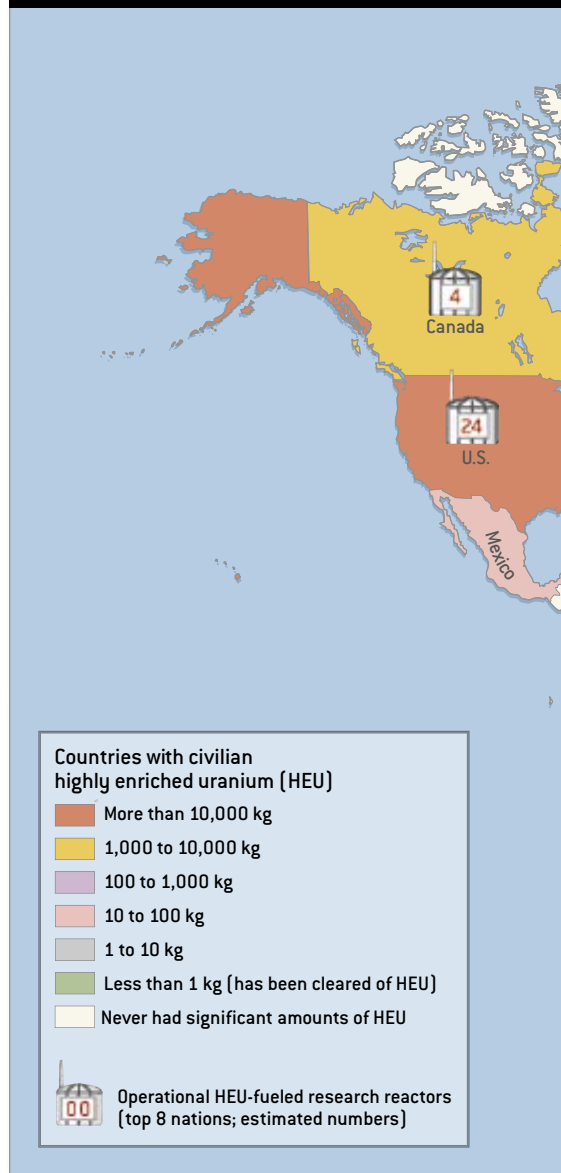 4
Canada
24
U.S.
Mexico
Countries with civilian
highly enriched uranium (HEU)
More than 10,000 kg
1,000 to 10,000 kg
100 to 1,000 kg
10 to 100 kg
1 to 10 kg
Less than 1 kg (has been cleared of HEU)
Never had significant amounts of HEU
00
Operational HEU-fueled research reactors
(top 8 nations; estimated numbers)